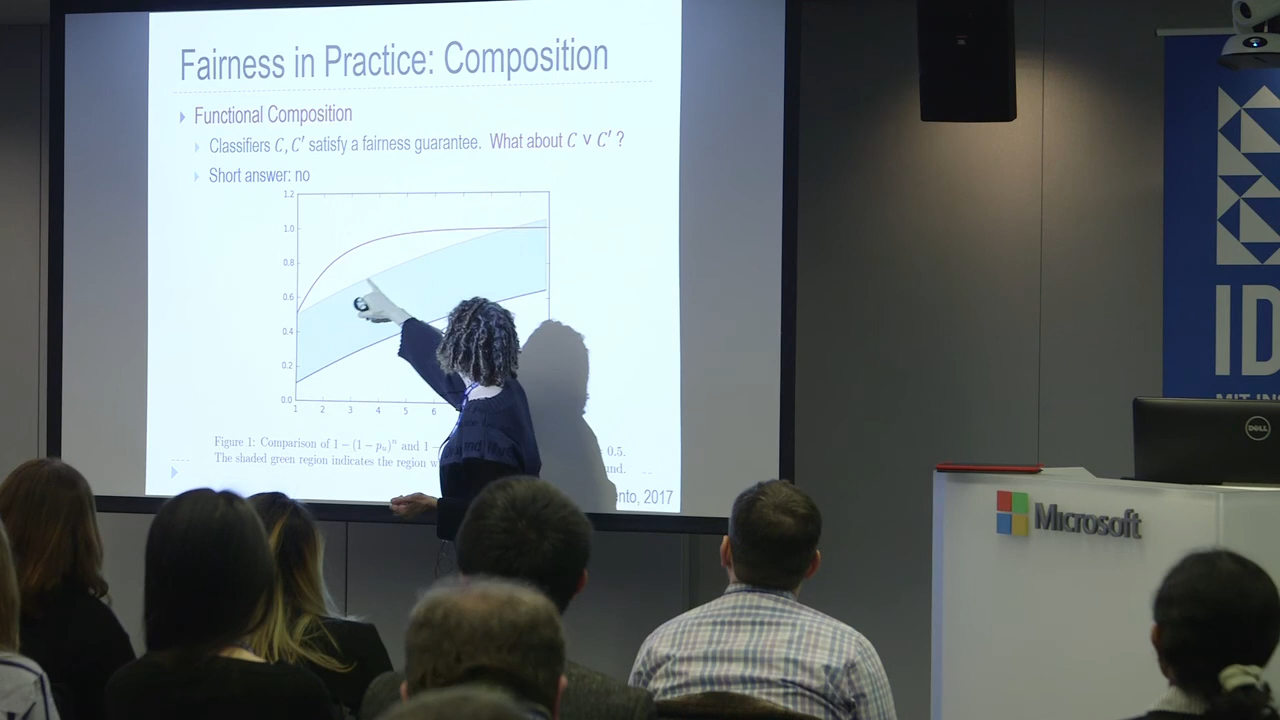 Fairness in Practice: Composition
Functional Composition
Classifiers C, C′ satisfy a fairness guarantee. What about C ∨ C′ ?
Short answer: no
1.2
1.0
0.8
0.6
0.4
0.2
0.0
1 2 3 4 5 6
Figure 1: Comparison of 1 − (1 − pᵤ)ⁿ and 1 − 0.5.
The shaded green region indicates the region
2017
JBL
ID
DELL
Microsoft